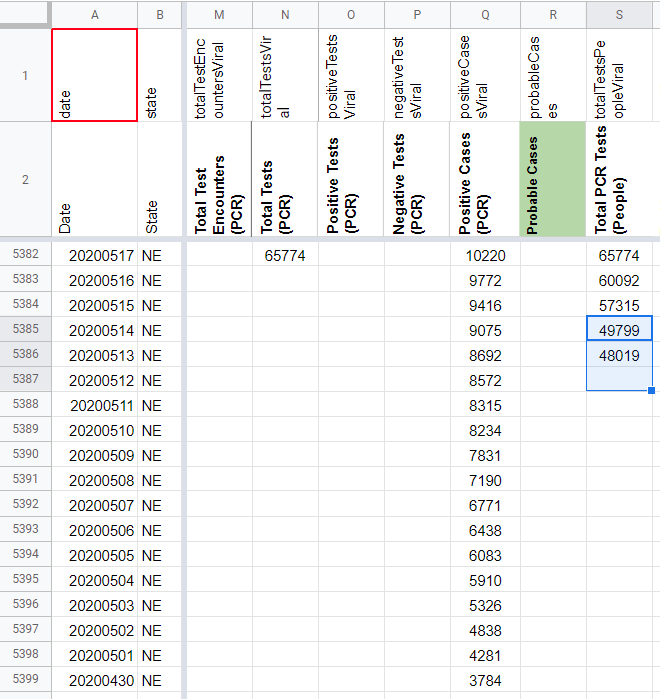 A B M N O P Q R S
1 date state totalTestEncountersViral totalTestsViral positiveTestsViral negativeTestsViral positiveCasesViral probableCases totalTestsPeopleViral
2 Date State Total Test Encounters (PCR) Total Tests (PCR) Positive Tests (PCR) Negative Tests (PCR) Positive Cases (PCR) Probable Cases Total PCR Tests (People)
5382 20200517 NE 65774 10220 65774
5383 20200516 NE 9772 60092
5384 20200515 NE 9416 57315
5385 20200514 NE 9075 49799
5386 20200513 NE 8692 48019
5387 20200512 NE 8572
5388 20200511 NE 8315
5389 20200510 NE 8234
5390 20200509 NE 7831
5391 20200508 NE 7190
5392 20200507 NE 6771
5393 20200506 NE 6438
5394 20200505 NE 6083
5395 20200504 NE 5910
5396 20200503 NE 5326
5397 20200502 NE 4838
5398 20200501 NE 4281
5399 20200430 NE 3784